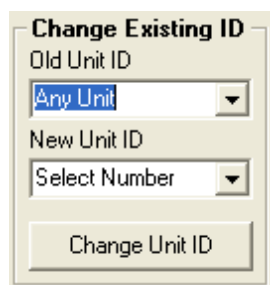 Change Existing ID
Old Unit ID
Any Unit
New Unit ID
Select Number
Change Unit ID